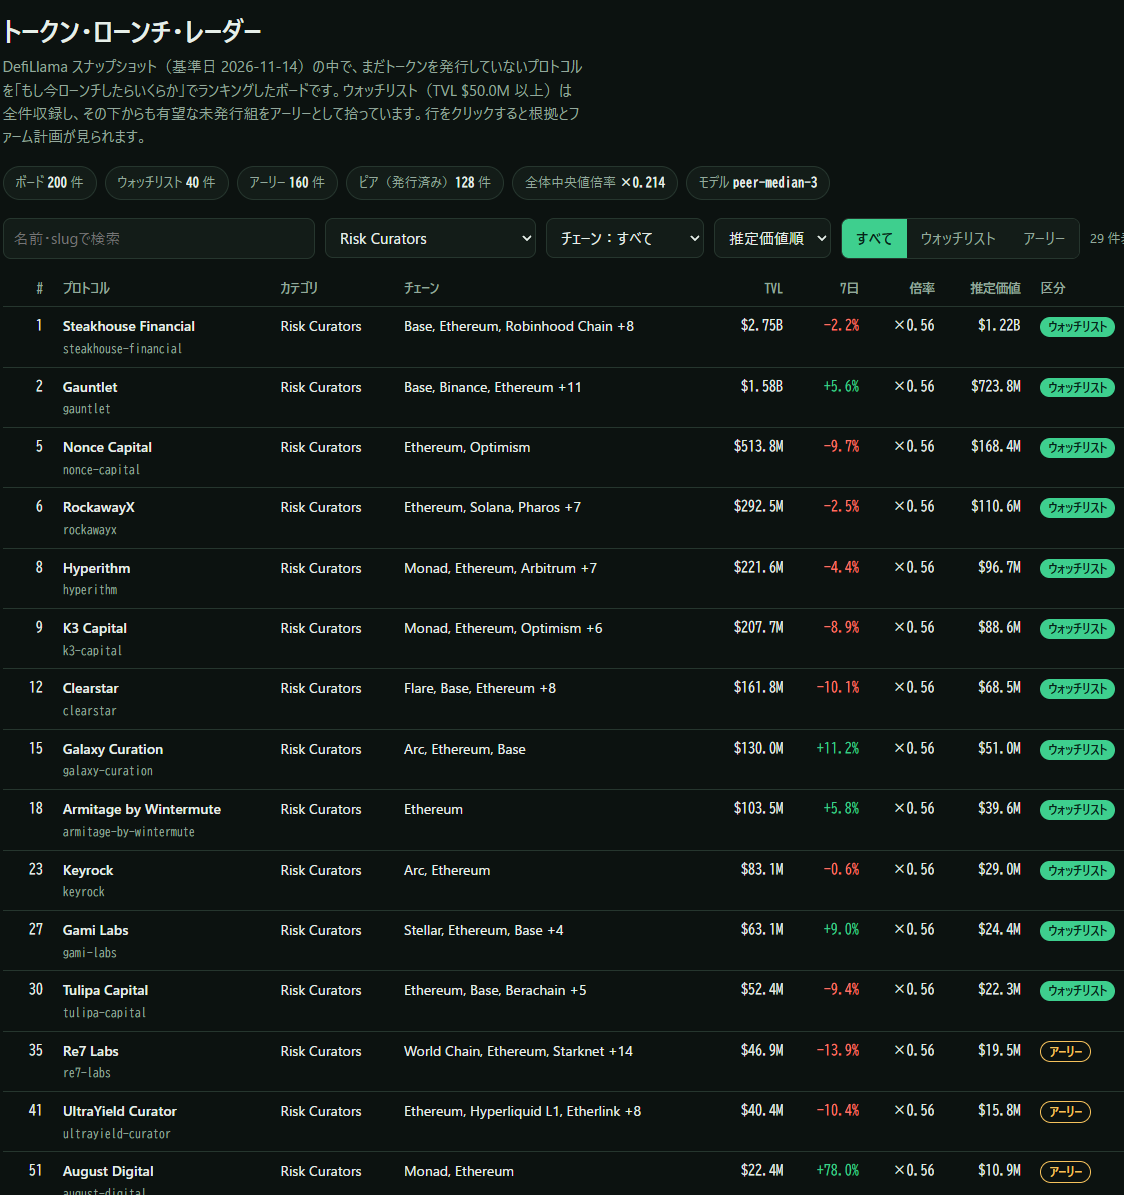 トークン・ローンチ・レーダー
DefiLlama スナップショット（基準日 2026-11-14）の中で、まだトークンを発行していないプロトコル
を「もし今ローンチしたらいくらか」でランキングしたボードです。ウォッチリスト（TVL $50.0M 以上）は
全件収録し、その下からも有望な未発行組をアーリーとして拾っています。行をクリックすると根拠とフ
ァーム計画が見られます。
ボード 200 件 ウォッチリスト 40 件 アーリー 160 件 ピア（発行済み）128 件 全体中央値倍率 ×0.214 モデル peer-median-3
名前・slugで検索 Risk Curators チェーン：すべて 推定価値順 すべて ウォッチリスト アーリー 29 件
# プロトコル カテゴリ チェーン TVL 7日 倍率 推定価値 区分
1 Steakhouse Financial Risk Curators Base, Ethereum, Robinhood Chain +8 $2.75B −2.2% ×0.56 $1.22B ウォッチリスト
steakhouse-financial
2 Gauntlet Risk Curators Base, Binance, Ethereum +11 $1.58B +5.6% ×0.56 $723.8M ウォッチリスト
gauntlet
5 Nonce Capital Risk Curators Ethereum, Optimism $513.8M −9.7% ×0.56 $168.4M ウォッチリスト
nonce-capital
6 RockawayX Risk Curators Ethereum, Solana, Pharos +7 $292.5M −2.5% ×0.56 $110.6M ウォッチリスト
rockawayx
8 Hyperithm Risk Curators Monad, Ethereum, Arbitrum +7 $221.6M −4.4% ×0.56 $96.7M ウォッチリスト
hyperithm
9 K3 Capital Risk Curators Monad, Ethereum, Optimism +6 $207.7M −8.9% ×0.56 $88.6M ウォッチリスト
k3-capital
12 Clearstar Risk Curators Flare, Base, Ethereum +8 $161.8M −10.1% ×0.56 $68.5M ウォッチリスト
clearstar
15 Galaxy Curation Risk Curators Arc, Ethereum, Base $130.0M +11.2% ×0.56 $51.0M ウォッチリスト
galaxy-curation
18 Armitage by Wintermute Risk Curators Ethereum $103.5M +5.8% ×0.56 $39.6M ウォッチリスト
armitage-by-wintermute
23 Keyrock Risk Curators Arc, Ethereum $83.1M −0.6% ×0.56 $29.0M ウォッチリスト
keyrock
27 Gami Labs Risk Curators Stellar, Ethereum, Base +4 $63.1M +9.0% ×0.56 $24.4M ウォッチリスト
gami-labs
30 Tulipa Capital Risk Curators Ethereum, Base, Berachain +5 $52.4M −9.4% ×0.56 $22.3M ウォッチリスト
tulipa-capital
35 Re7 Labs Risk Curators World Chain, Ethereum, Starknet +14 $46.9M −13.9% ×0.56 $19.5M アーリー
re7-labs
41 UltraYield Curator Risk Curators Ethereum, Hyperliquid L1, Etherlink +8 $40.4M −10.4% ×0.56 $15.8M アーリー
ultrayield-curator
51 August Digital Risk Curators Monad, Ethereum $22.4M +78.0% ×0.56 $10.9M アーリー
august-digital